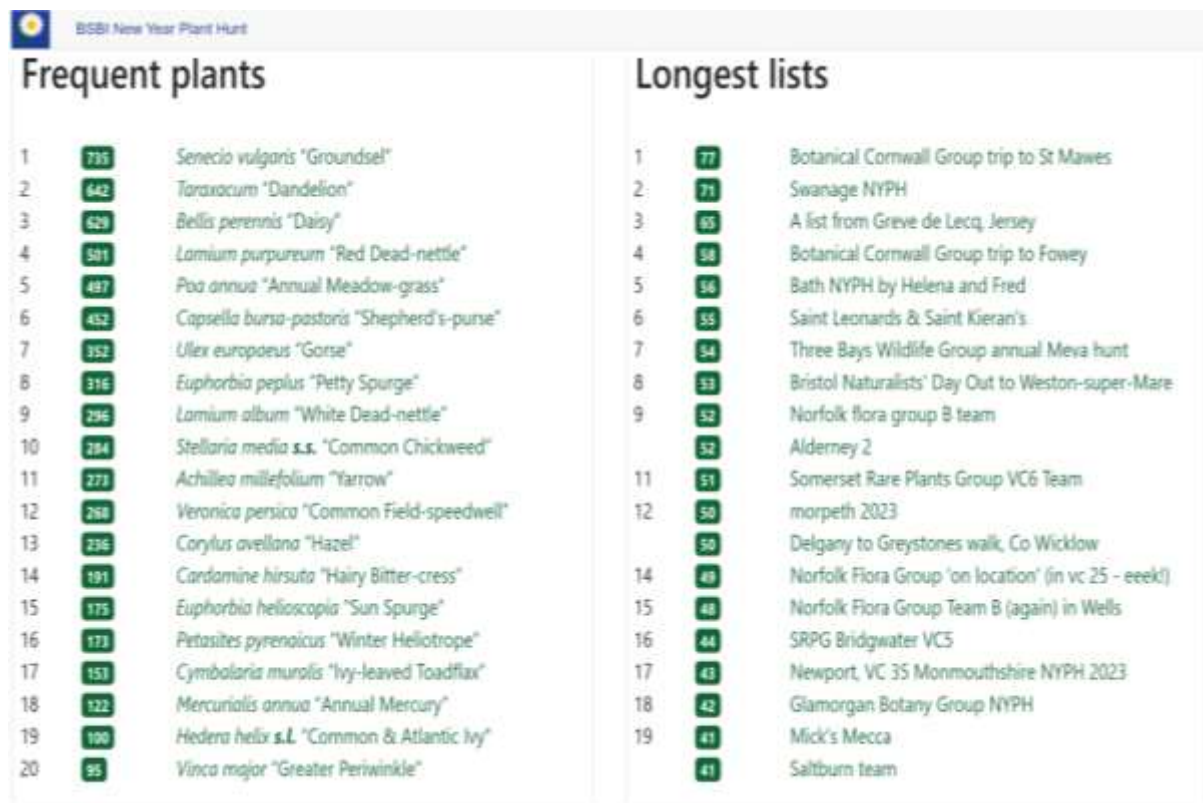 BSBI New Year Plant Hunt
Frequent plants
1 735 Senecio vulgaris "Groundsel"
2 642 Taraxacum "Dandelion"
3 629 Bellis perennis "Daisy"
4 501 Lamium purpureum "Red Dead-nettle"
5 497 Poa annua "Annual Meadow-grass"
6 452 Capsella bursa-pastoris "Shepherd's-purse"
7 352 Ulex europaeus "Gorse"
8 316 Euphorbia peplus "Petty Spurge"
9 296 Lamium album "White Dead-nettle"
10 284 Stellaria media s.s. "Common Chickweed"
11 273 Achillea millefolium "Yarrow"
12 268 Veronica persica "Common Field-speedwell"
13 236 Corylus avellana "Hazel"
14 191 Cardamine hirsuta "Hairy Bitter-cress"
15 175 Euphorbia helioscopia "Sun Spurge"
16 173 Petasites pyrenaicus "Winter Heliotrope"
17 153 Cymbalaria muralis "Ivy-leaved Toadflax"
18 122 Mercurialis annua "Annual Mercury"
19 100 Hedera helix s.l. "Common & Atlantic Ivy"
20 95 Vinca major "Greater Periwinkle"
Longest lists
1 77 Botanical Cornwall Group trip to St Mawes
2 71 Swanage NYPH
3 65 A list from Greve de Lecq, Jersey
4 58 Botanical Cornwall Group trip to Fowey
5 56 Bath NYPH by Helena and Fred
6 55 Saint Leonards & Saint Kieran's
7 54 Three Bays Wildlife Group annual Meva hunt
8 53 Bristol Naturalists' Day Out to Weston-super-Mare
9 52 Norfolk flora group B team
52 Alderney 2
11 51 Somerset Rare Plants Group VC6 Team
12 50 morpeth 2023
50 Delgany to Greystones walk, Co Wicklow
14 49 Norfolk Flora Group 'on location' (in vc 25 - eeek!)
15 48 Norfolk Flora Group Team B (again) in Wells
16 44 SRPG Bridgwater VC5
17 43 Newport, VC 35 Monmouthshire NYPH 2023
18 42 Glamorgan Botany Group NYPH
19 41 Mick's Mecca
41 Saltburn team